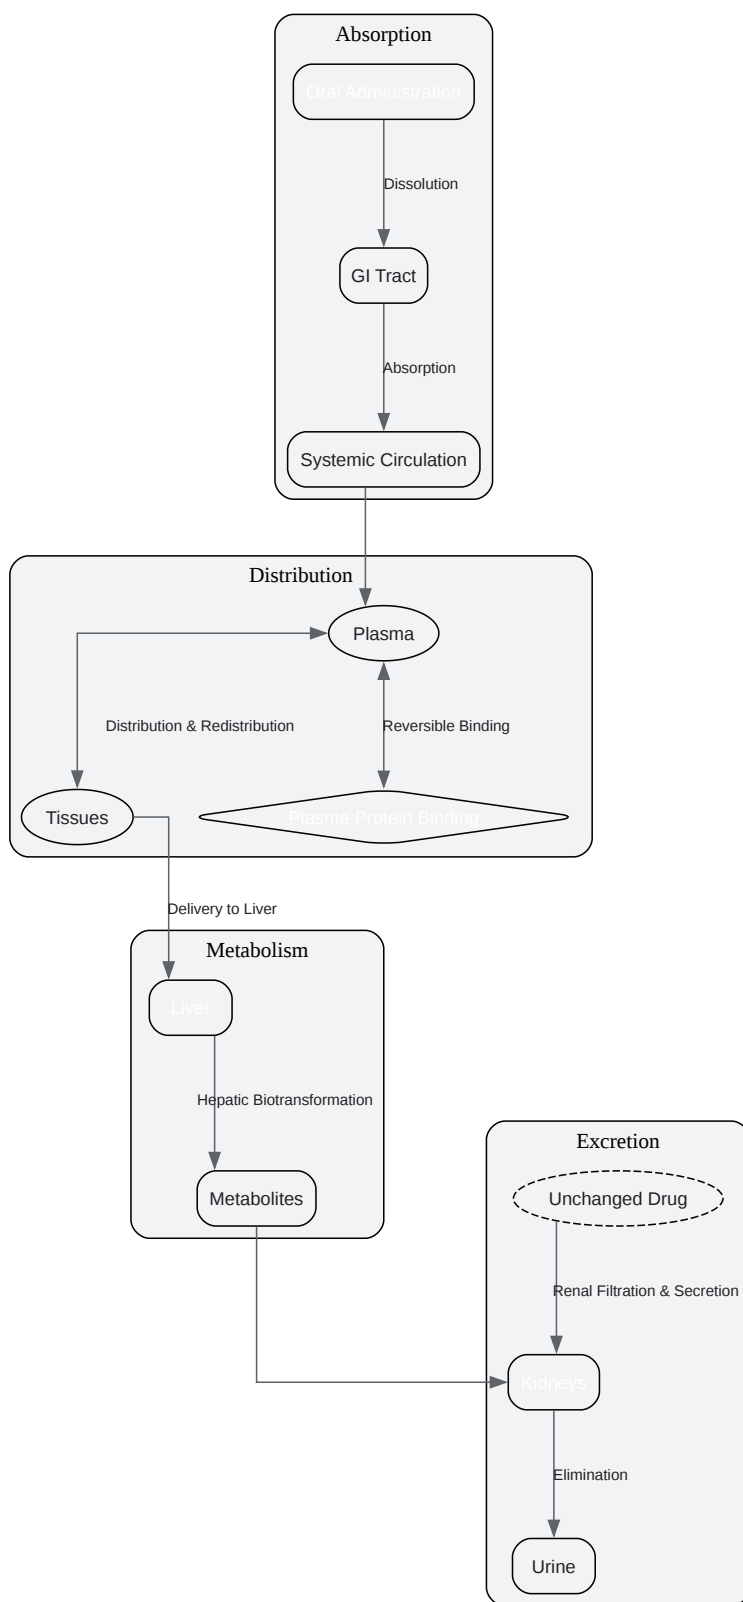 Absorption
Oral Administration
Dissolution
GI Tract
Absorption
Systemic Circulation
Distribution
Plasma
Distribution & Redistribution
Reversible Binding
Tissues
Plasma Protein Binding
Delivery to Liver
Metabolism
Liver
Hepatic Biotransformation
Metabolites
Excretion
Unchanged Drug
Renal Filtration & Secretion
Kidneys
Elimination
Urine